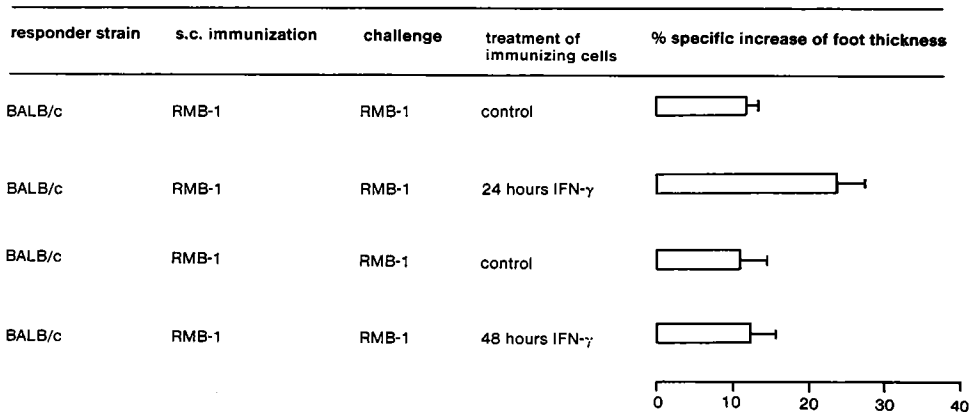 responder strain s.c. immunization challenge treatment of immunizing cells % specific increase of foot thickness
BALB/c RMB-1 RMB-1 control
BALB/c RMB-1 RMB-1 24 hours IFN-γ
BALB/c RMB-1 RMB-1 control
BALB/c RMB-1 RMB-1 48 hours IFN-γ
0 10 20 30 40